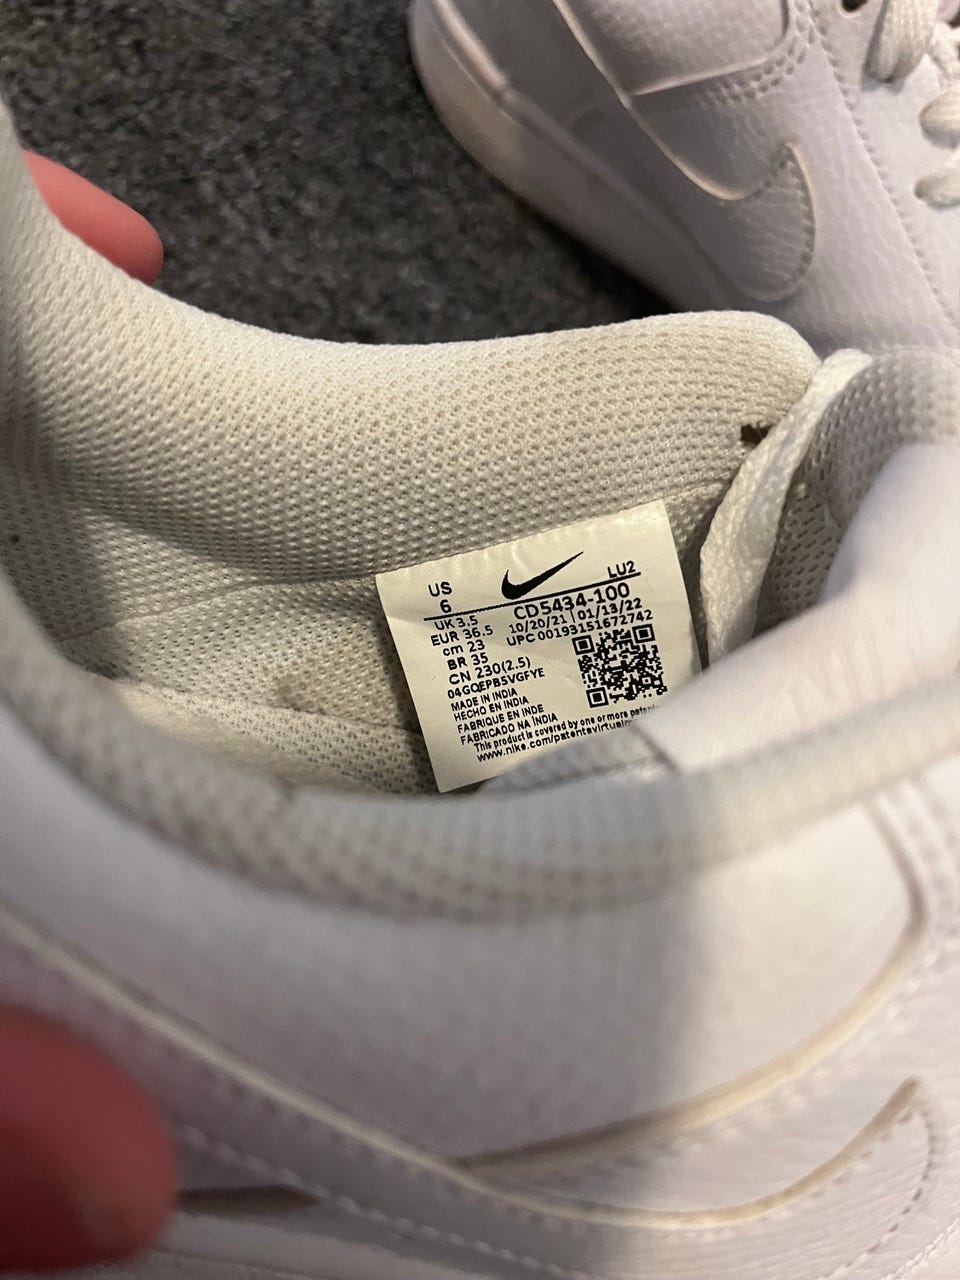 US
6
LU2
CD5434-100
UK 3.5
10/20/21 | 01/13/22
EUR 36.5
UPC 00193151672742
cm 23
BR 35
CN 230(2.5)
04GQEPB5VGFYE
MADE IN INDIA
HECHO EN INDIA
FABRIQUE EN INDE
FABRICADO NA ÍNDIA
This product is covered by one or more
www.nike.com/patents